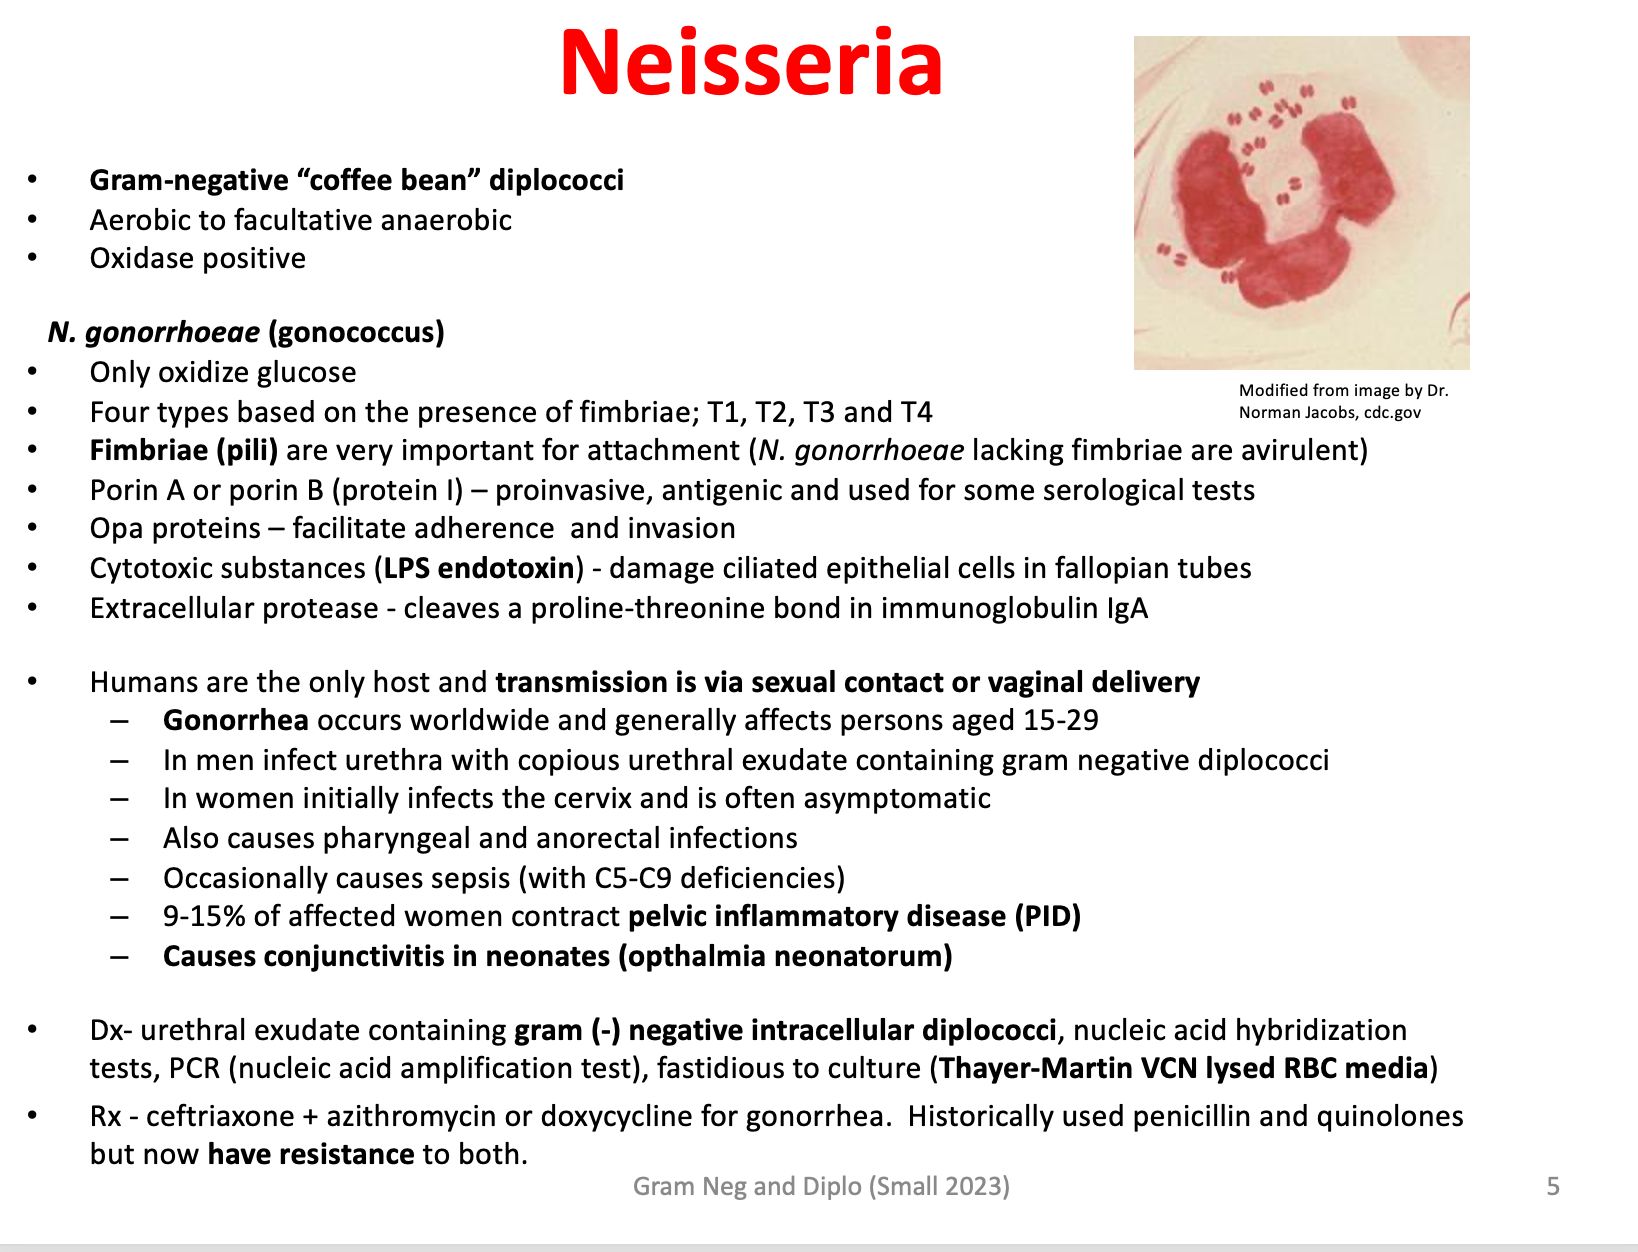 Neisseria
• Gram-negative “coffee bean” diplococci
• Aerobic to facultative anaerobic
• Oxidase positive
N. gonorrhoeae (gonococcus)
• Only oxidize glucose
• Four types based on the presence of fimbriae; T1, T2, T3 and T4
• Fimbriae (pili) are very important for attachment (N. gonorrhoeae lacking fimbriae are avirulent)
• Porin A or porin B (protein I) – proinvasive, antigenic and used for some serological tests
• Opa proteins – facilitate adherence  and invasion
• Cytotoxic substances (LPS endotoxin) - damage ciliated epithelial cells in fallopian tubes
• Extracellular protease - cleaves a proline-threonine bond in immunoglobulin IgA
• Humans are the only host and transmission is via sexual contact or vaginal delivery
– Gonorrhea occurs worldwide and generally affects persons aged 15-29
– In men infect urethra with copious urethral exudate containing gram negative diplococci
– In women initially infects the cervix and is often asymptomatic
– Also causes pharyngeal and anorectal infections
– Occasionally causes sepsis (with C5-C9 deficiencies)
– 9-15% of affected women contract pelvic inflammatory disease (PID)
– Causes conjunctivitis in neonates (opthalmia neonatorum)
• Dx- urethral exudate containing gram (-) negative intracellular diplococci, nucleic acid hybridization
tests, PCR (nucleic acid amplification test), fastidious to culture (Thayer-Martin VCN lysed RBC media)
• Rx - ceftriaxone + azithromycin or doxycycline for gonorrhea.  Historically used penicillin and quinolones
but now have resistance to both.
Modified from image by Dr.
Norman Jacobs, cdc.gov
Gram Neg and Diplo (Small 2023)
5